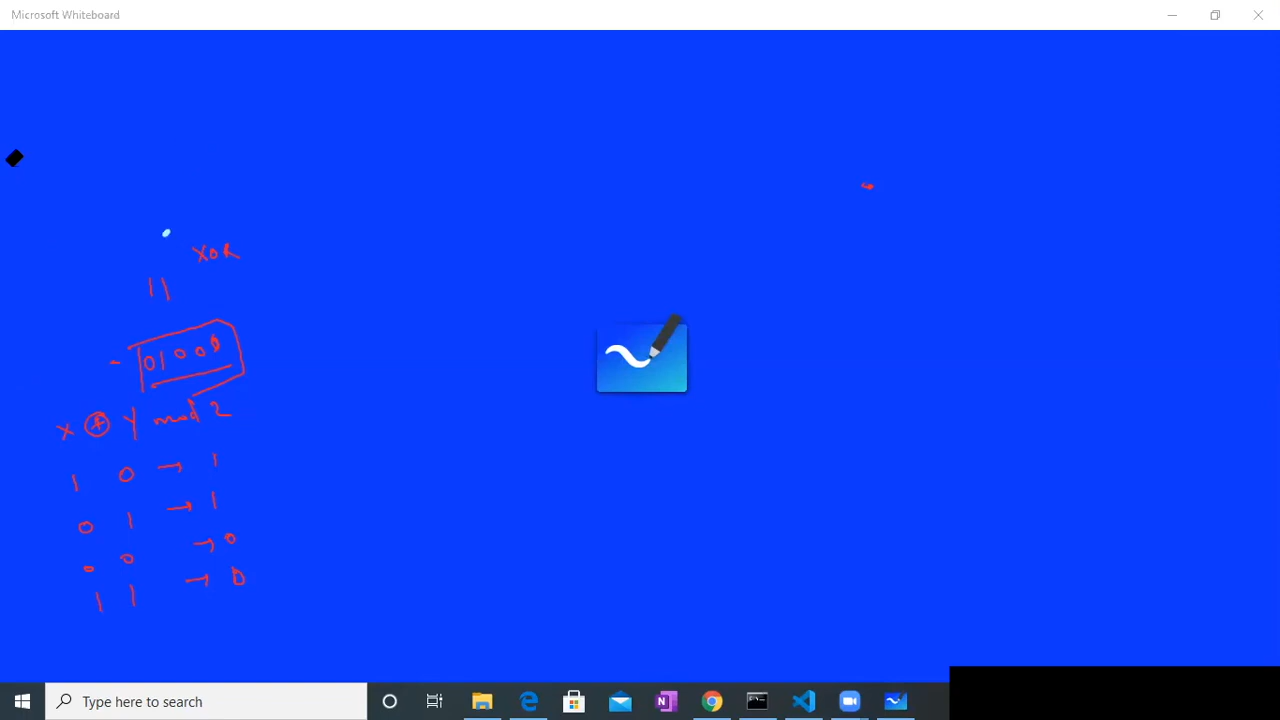 Microsoft Whiteboard
XOR
11
- 01000
X ⊕ Y mod 2
1 0 → 1
0 1 → 1
0 0 → 0
1 1 → 0
Type here to search